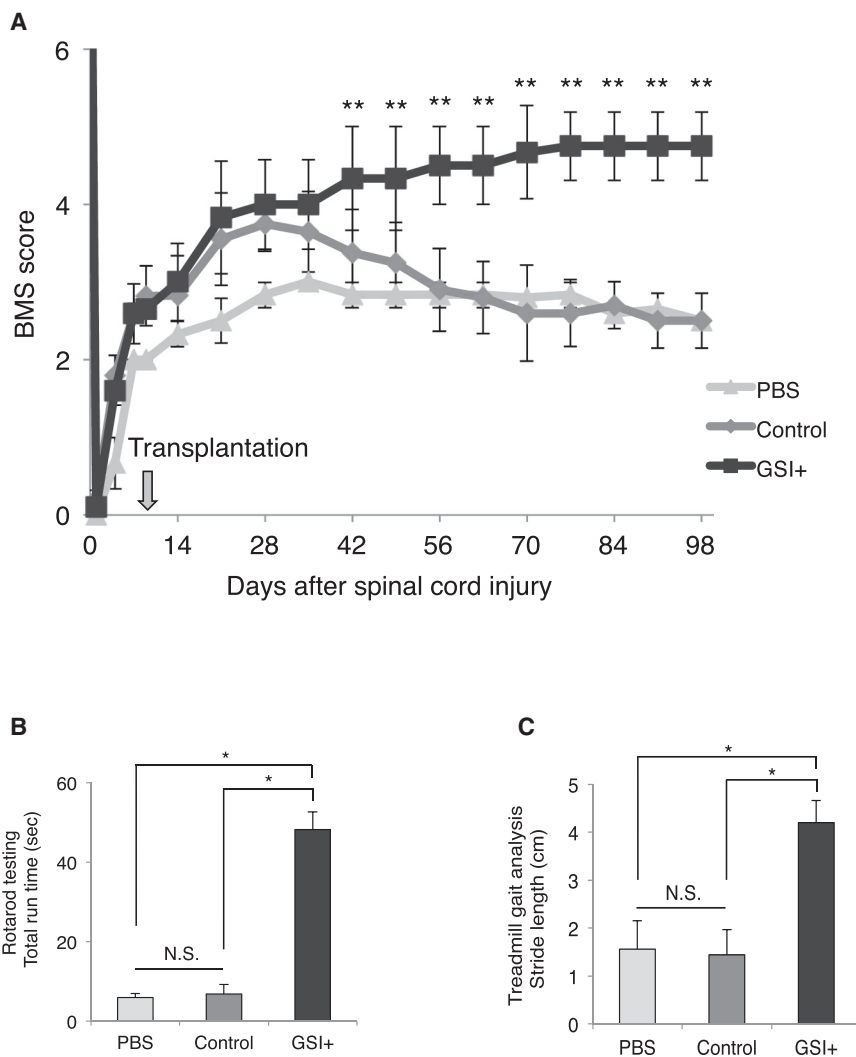 A
6
** ** ** ** ** ** ** ** **
4
BMS score
2
PBS
Control
GSI+
Transplantation
0
0 14 28 42 56 70 84 98
Days after spinal cord injury
B
*
*
60
40
20
0
Rotarod testing
Total run time (sec)
N.S.
PBS Control GSI+
C
*
*
5
4
3
2
1
0
Treadmill gait analysis
Stride length (cm)
N.S.
PBS Control GSI+